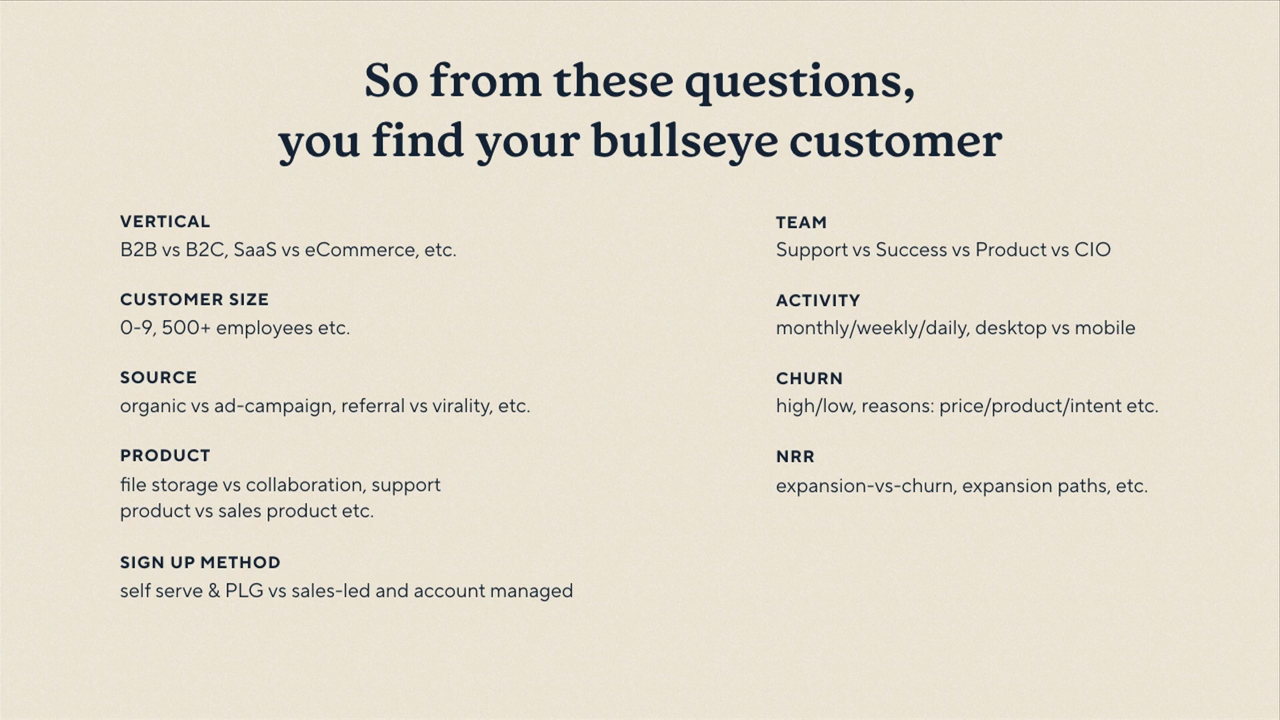 So from these questions,
you find your bullseye customer
VERTICAL
B2B vs B2C, SaaS vs eCommerce, etc.
CUSTOMER SIZE
0-9, 500+ employees etc.
SOURCE
organic vs ad-campaign, referral vs virality, etc.
PRODUCT
file storage vs collaboration, support
product vs sales product etc.
SIGN UP METHOD
self serve & PLG vs sales-led and account managed
TEAM
Support vs Success vs Product vs CIO
ACTIVITY
monthly/weekly/daily, desktop vs mobile
CHURN
high/low, reasons: price/product/intent etc.
NRR
expansion-vs-churn, expansion paths, etc.